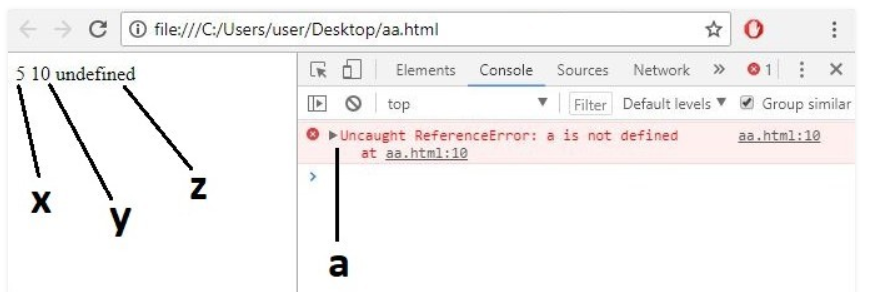 file:///C:/Users/user/Desktop/aa.html
5 10 undefined
x
y
z
Elements Console Sources Network » 1
top Filter Default levels Group similar
Uncaught ReferenceError: a is not defined aa.html:10
at aa.html:10
a